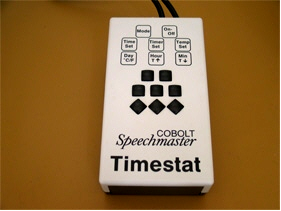 Mode On-Off
Time Set Timer Set Temp Set
Day °C/F Hour Y↑ Min Y↓
COBOLT
Speechmaster
Timestat